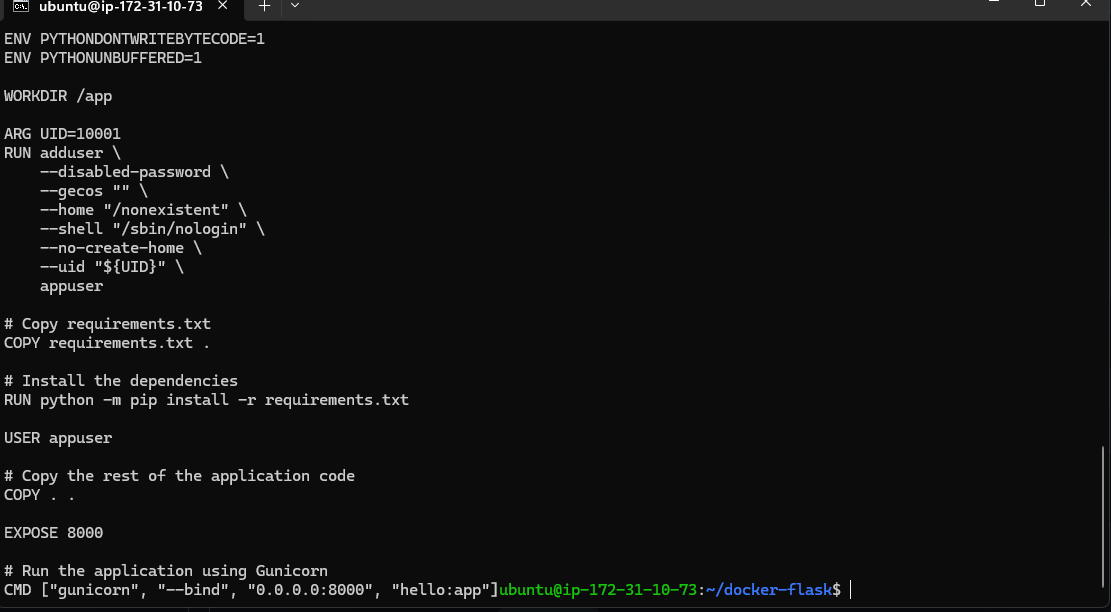 ubuntu@ip-172-31-10-73
ENV PYTHONDONTWRITEBYTECODE=1
ENV PYTHONUNBUFFERED=1
WORKDIR /app
ARG UID=10001
RUN adduser \
    --disabled-password \
    --gecos "" \
    --home "/nonexistent" \
    --shell "/sbin/nologin" \
    --no-create-home \
    --uid "${UID}" \
    appuser
# Copy requirements.txt
COPY requirements.txt .
# Install the dependencies
RUN python -m pip install -r requirements.txt
USER appuser
# Copy the rest of the application code
COPY . .
EXPOSE 8000
# Run the application using Gunicorn
CMD ["gunicorn", "--bind", "0.0.0.0:8000", "hello:app"]ubuntu@ip-172-31-10-73:~/docker-flask$